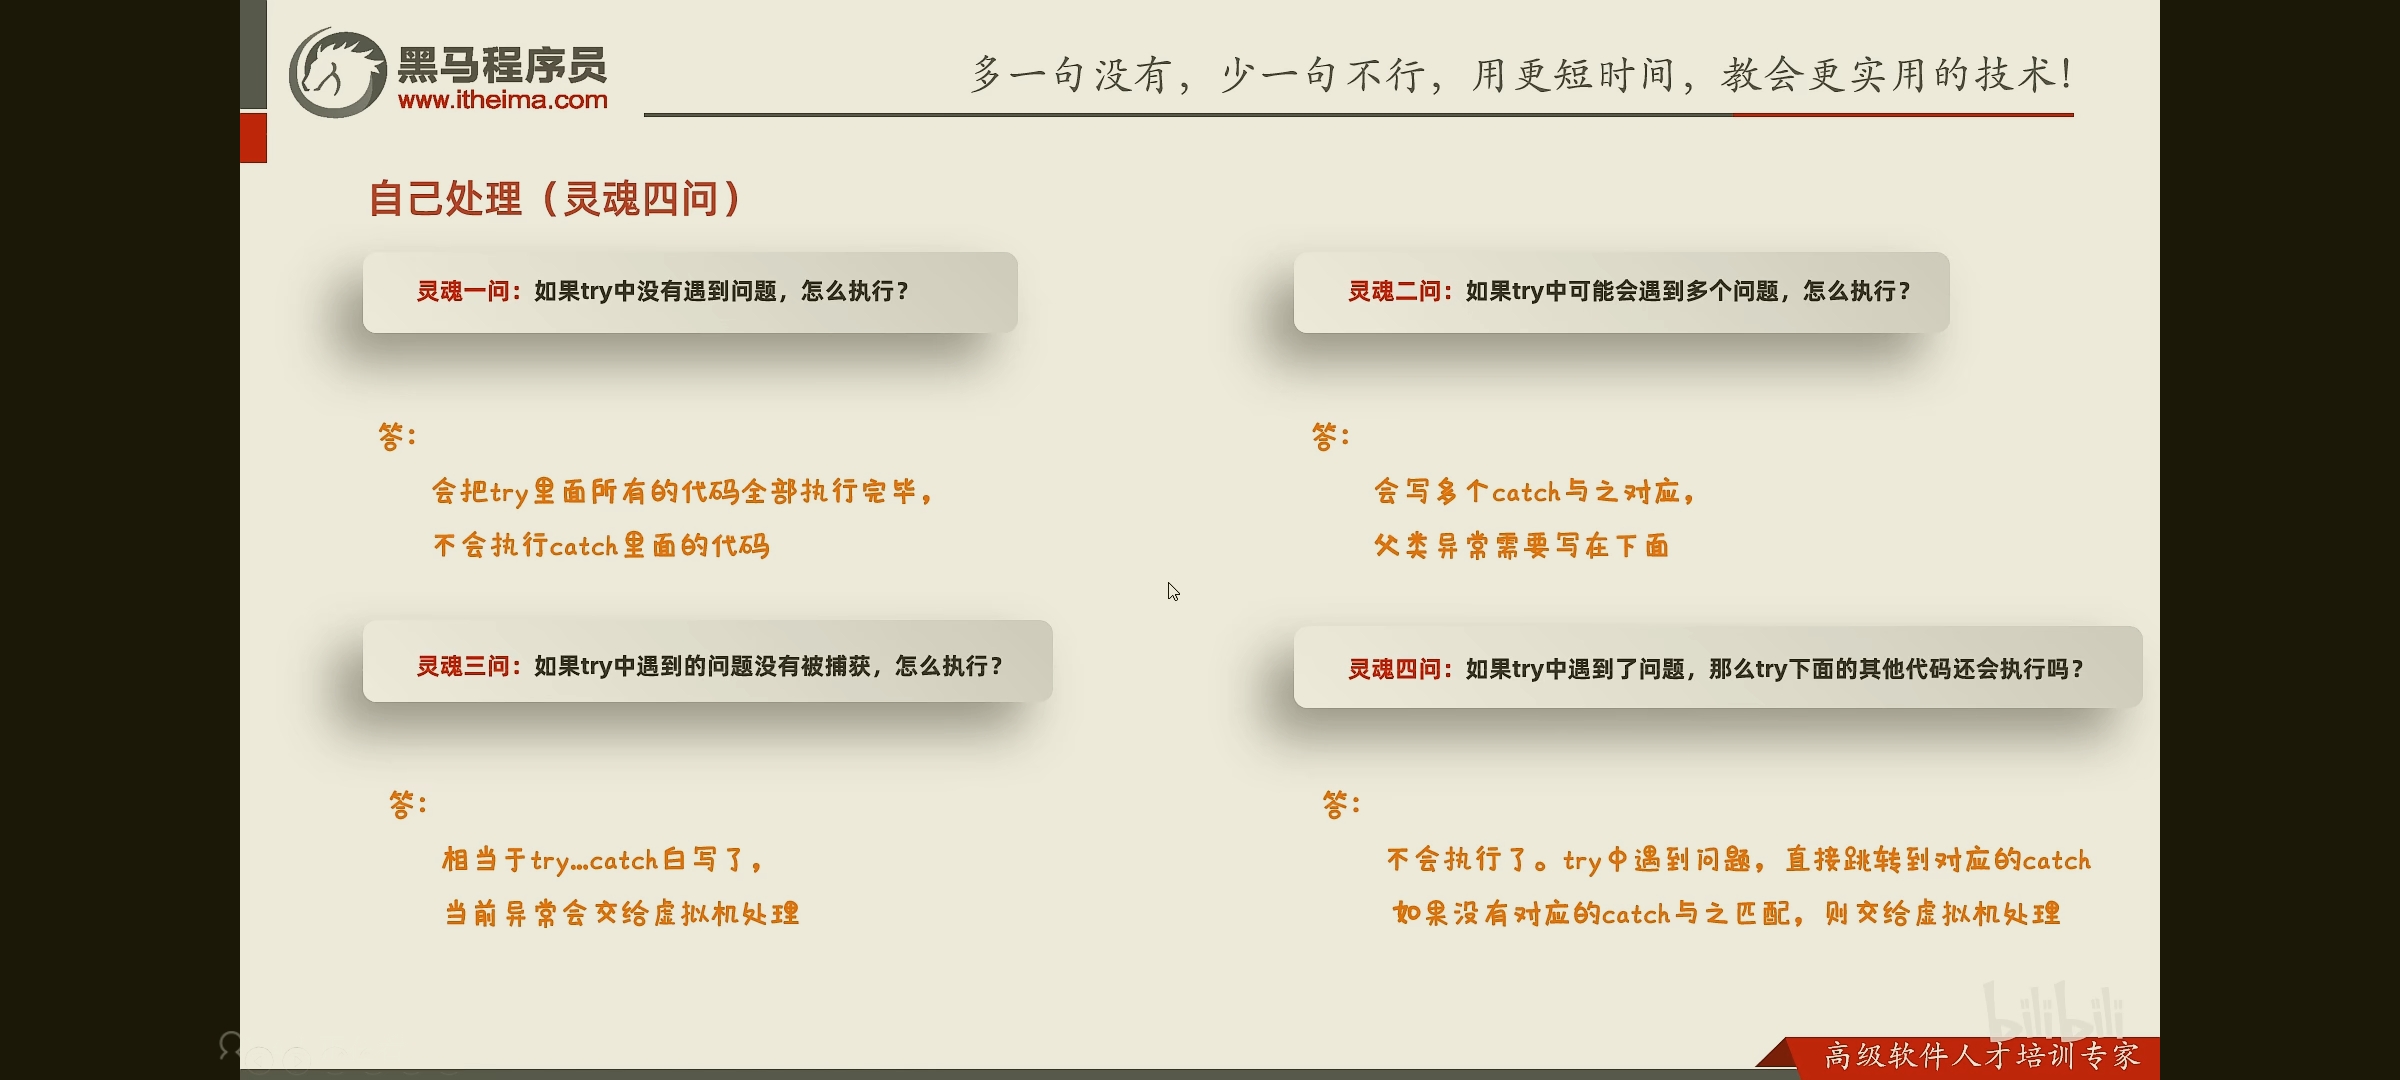 黑马程序员
www.itheima.com
多一句没有，少一句不行，用更短时间，教会更实用的技术！
自己处理（灵魂四问）
灵魂一问：如果try中没有遇到问题，怎么执行？
答：
会把try里面所有的代码全部执行完毕，
不会执行catch里面的代码
灵魂二问：如果try中可能会遇到多个问题，怎么执行？
答：
会写多个catch与之对应，
父类异常需要写在下面
灵魂三问：如果try中遇到的问题没有被捕获，怎么执行？
答：
相当于try...catch白写了，
当前异常会交给虚拟机处理
灵魂四问：如果try中遇到了问题，那么try下面的其他代码还会执行吗？
答：
不会执行了。try中遇到问题，直接跳转到对应的catch
如果没有对应的catch与之匹配，则交给虚拟机处理
bilibili
高级软件人才培训专家